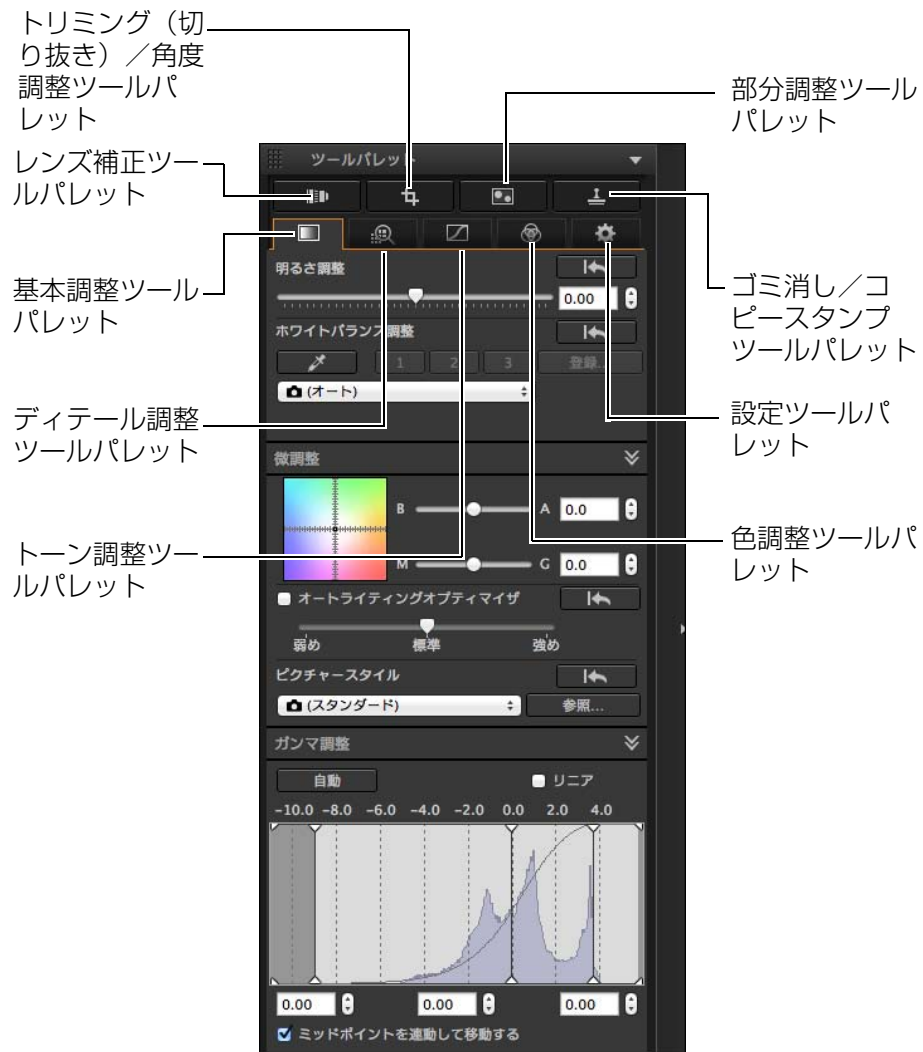 トリミング（切
り抜き）／角度
調整ツールパ
レット
レンズ補正ツー
ルパレット
基本調整ツール
パレット
ディテール調整
ツールパレット
トーン調整ツー
ルパレット
部分調整ツール
パレット
ゴミ消し／コ
ピースタンプ
ツールパレット
設定ツールパ
レット
色調整ツールパ
レット
ツールパレット
明るさ調整
0.00
ホワイトバランス調整
1 2 3 登録...
(オート)
微調整
B A 0.0
M G 0.0
オートライティングオプティマイザ
弱め 標準 強め
ピクチャースタイル
(スタンダード) 参照...
ガンマ調整
自動 リニア
-10.0 -8.0 -6.0 -4.0 -2.0 0.0 2.0 4.0
0.00 0.00 0.00
ミッドポイントを連動して移動する